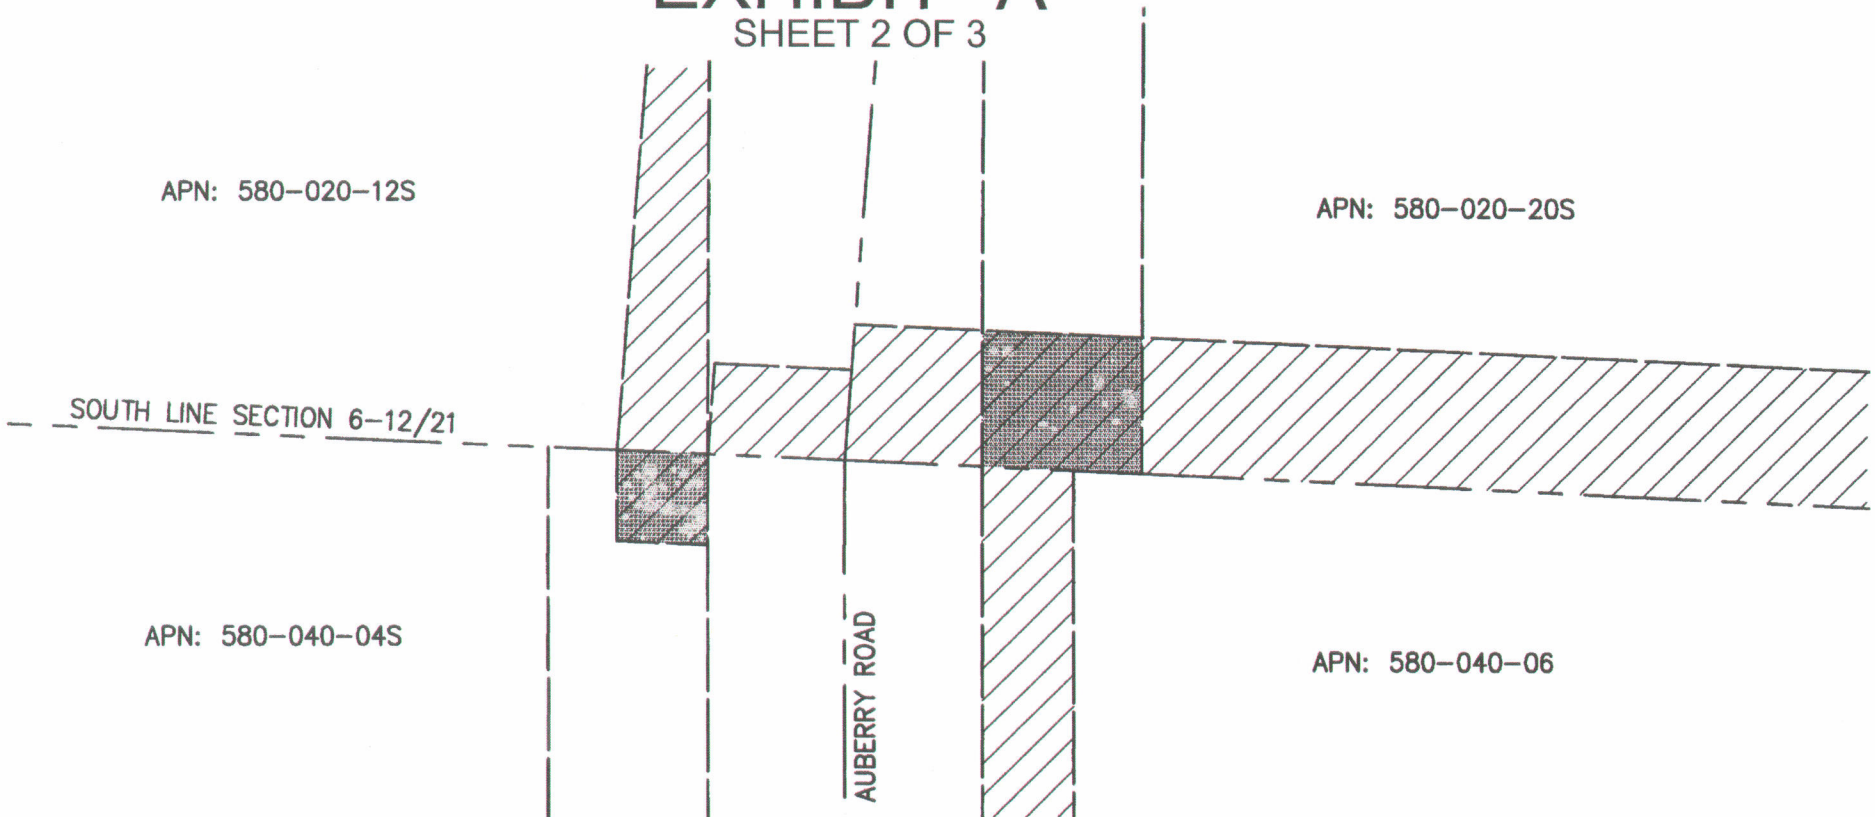 EXHIBIT "A"
SHEET 2 OF 3
APN: 580-020-12S
APN: 580-020-20S
SOUTH LINE SECTION 6-12/21
APN: 580-040-04S
AUBERRY ROAD
APN: 580-040-06